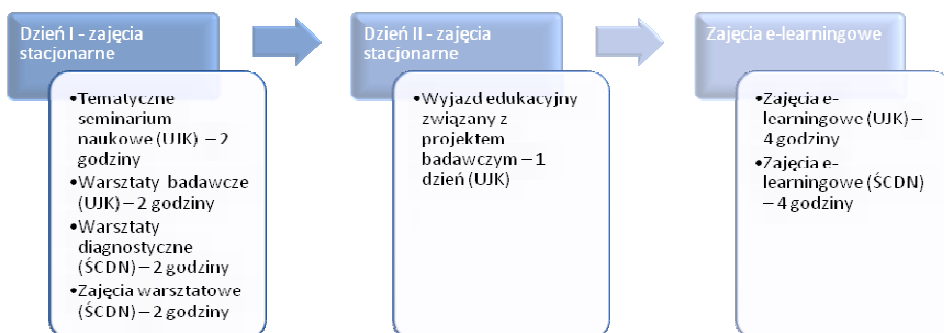 Dzień I - zajęcia
stacjonarne
•Tematyczne
seminarium
naukowe (UJK) – 2
godziny
•Warsztaty badawcze
(UJK) – 2 godziny
•Warsztaty
diagnostyczne
(ŚCDN) – 2 godziny
•Zajęcia warsztatowe
(ŚCDN) – 2 godziny
Dzień II - zajęcia
stacjonarne
•Wyjazd edukacyjny
związany z
projektem
badawczym – 1
dzień (UJK)
Zajęcia e-learningowe
•Zajęcia e-
learningowe (UJK) –
4 godziny
•Zajęcia e-
learningowe (ŚCDN)
– 4 godziny